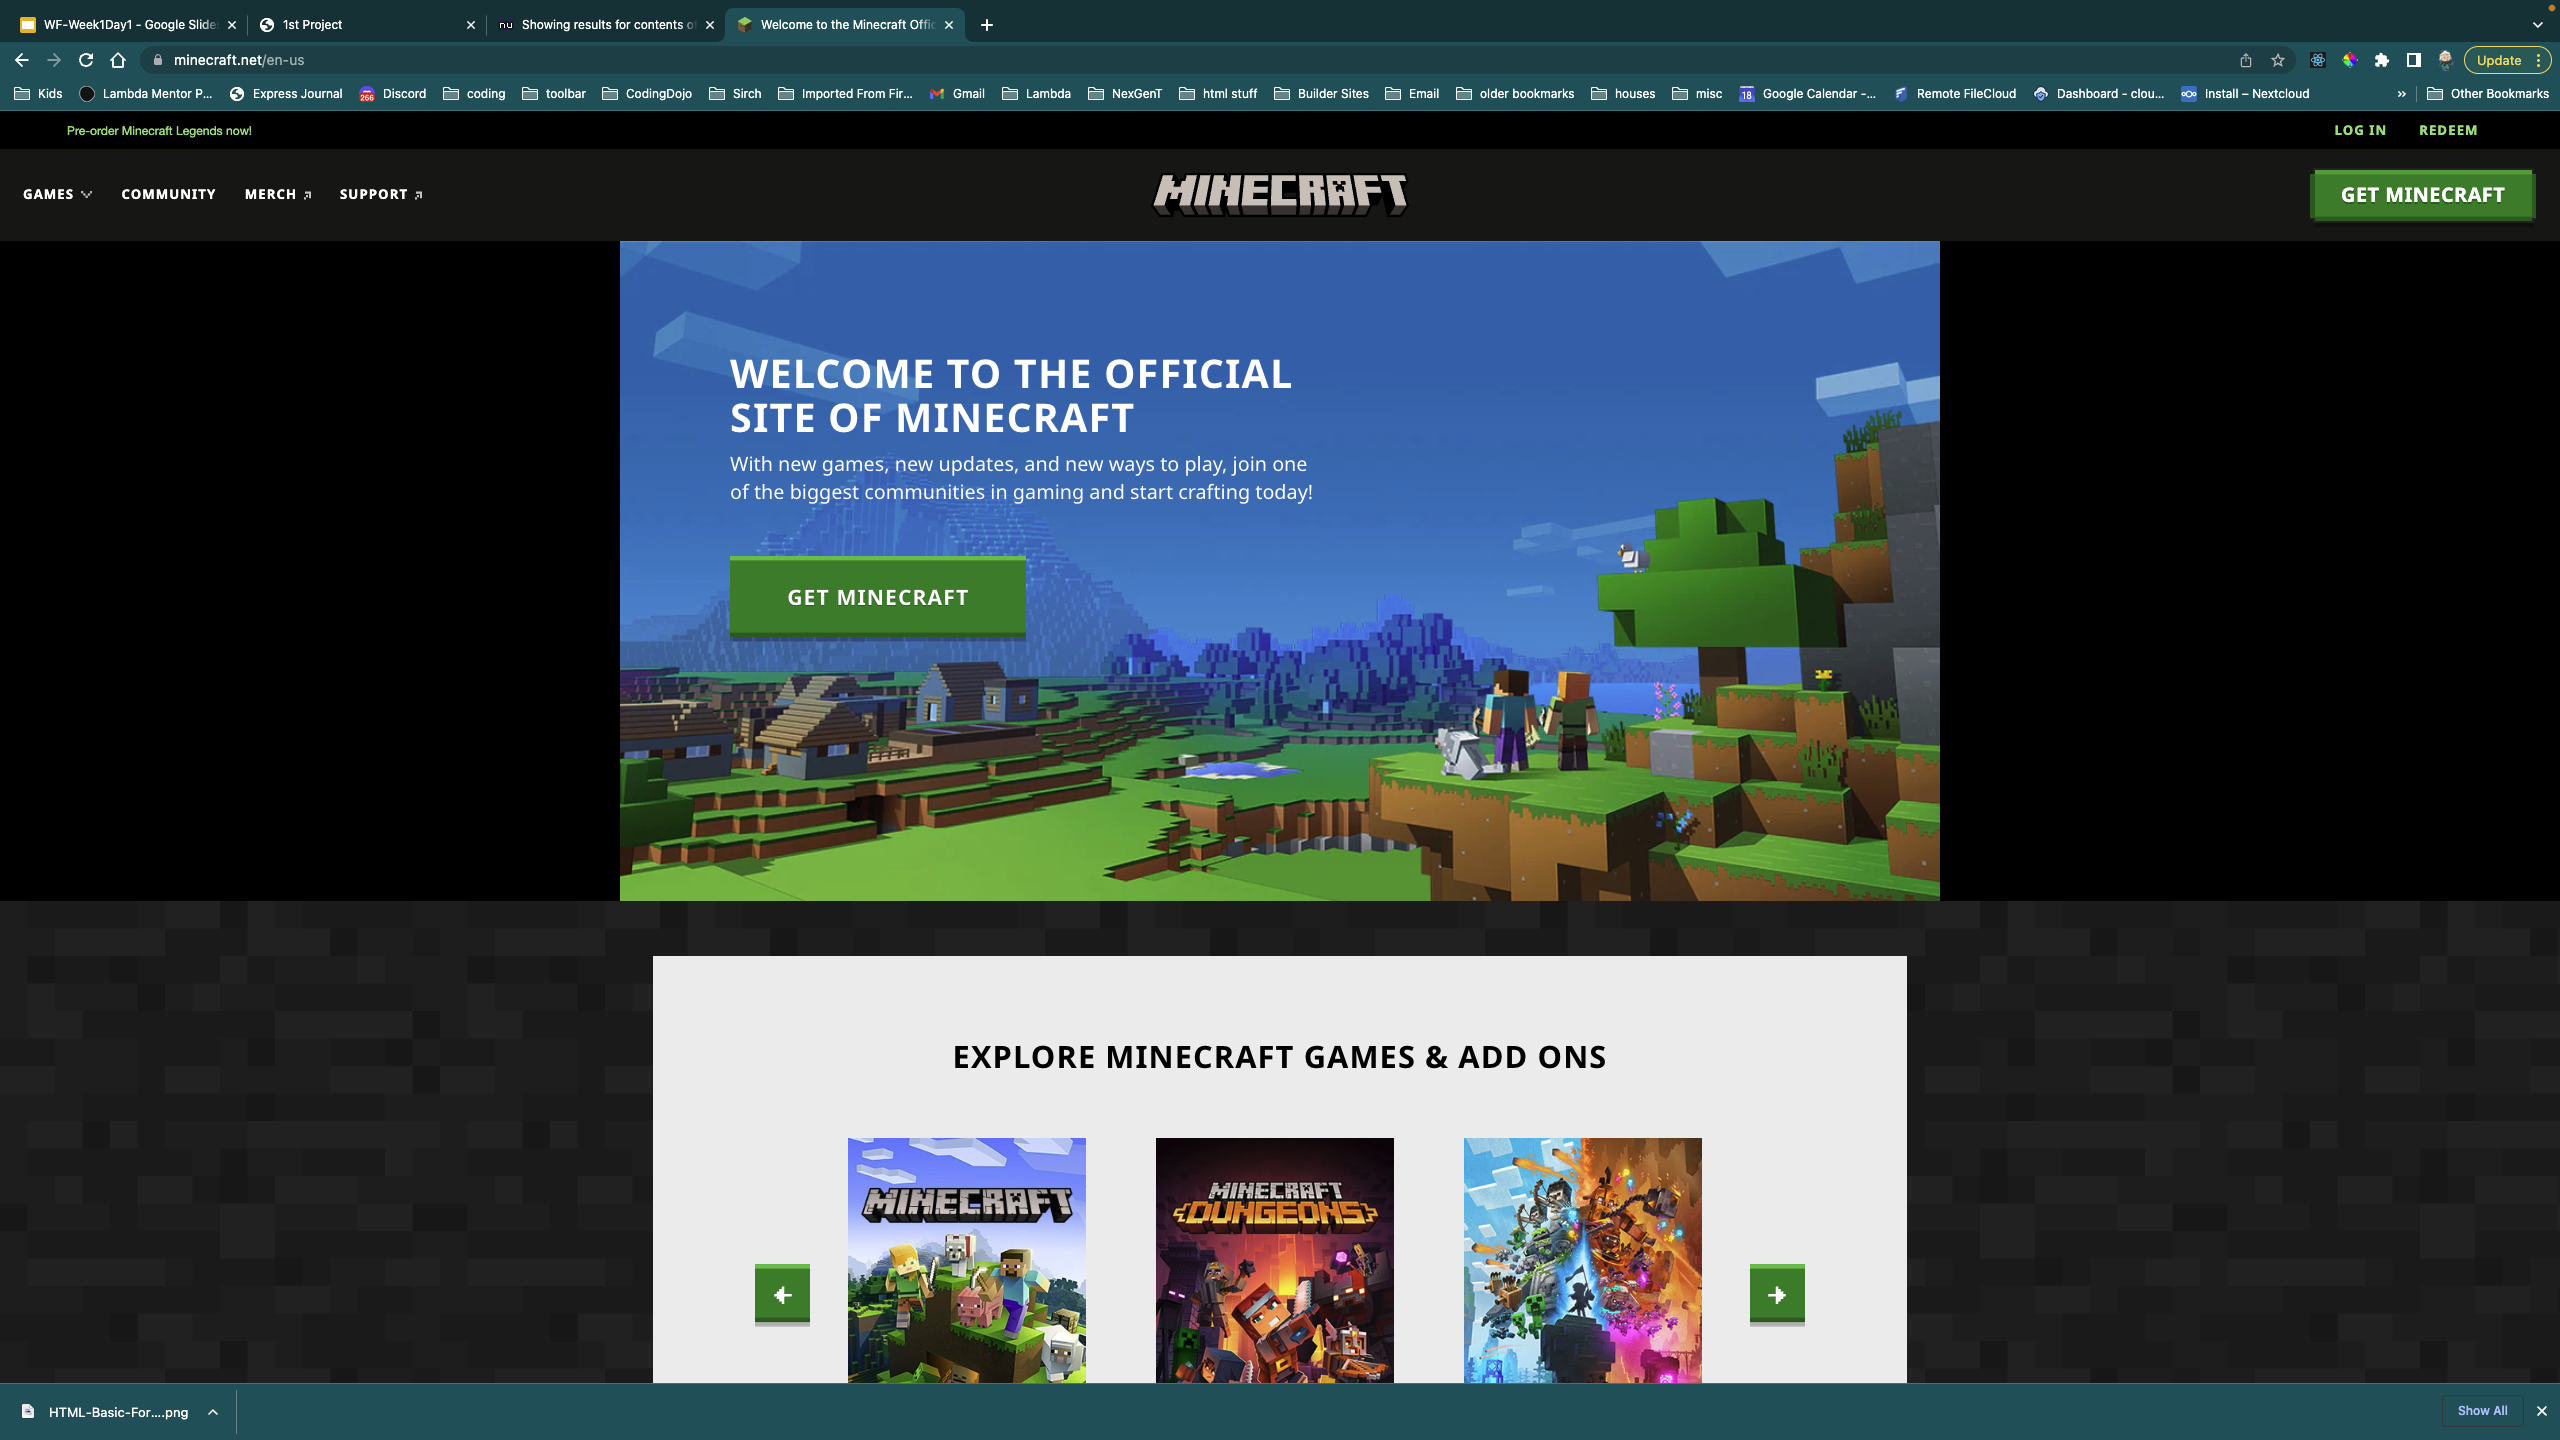 WF-Week1Day1 - Google Slide
1st Project
nu Showing results for contents o
Welcome to the Minecraft Offic
minecraft.net/en-us
Update
Kids
Lambda Mentor P...
Express Journal
266
Discord
coding
toolbar
CodingDojo
Sirch
Imported From Fir...
Gmail
Lambda
NexGenT
html stuff
Builder Sites
Email
older bookmarks
houses
misc
18
Google Calendar -...
Remote FileCloud
Dashboard - clou...
Install – Nextcloud
»
Other Bookmarks
Pre-order Minecraft Legends now!
LOG IN
REDEEM
GAMES
COMMUNITY
MERCH
SUPPORT
MINECRAFT
GET MINECRAFT
WELCOME TO THE OFFICIAL
SITE OF MINECRAFT
With new games, new updates, and new ways to play, join one
of the biggest communities in gaming and start crafting today!
GET MINECRAFT
EXPLORE MINECRAFT GAMES & ADD ONS
MINECRAFT
MINECRAFT
DUNGEONS
HTML-Basic-For....png
Show All